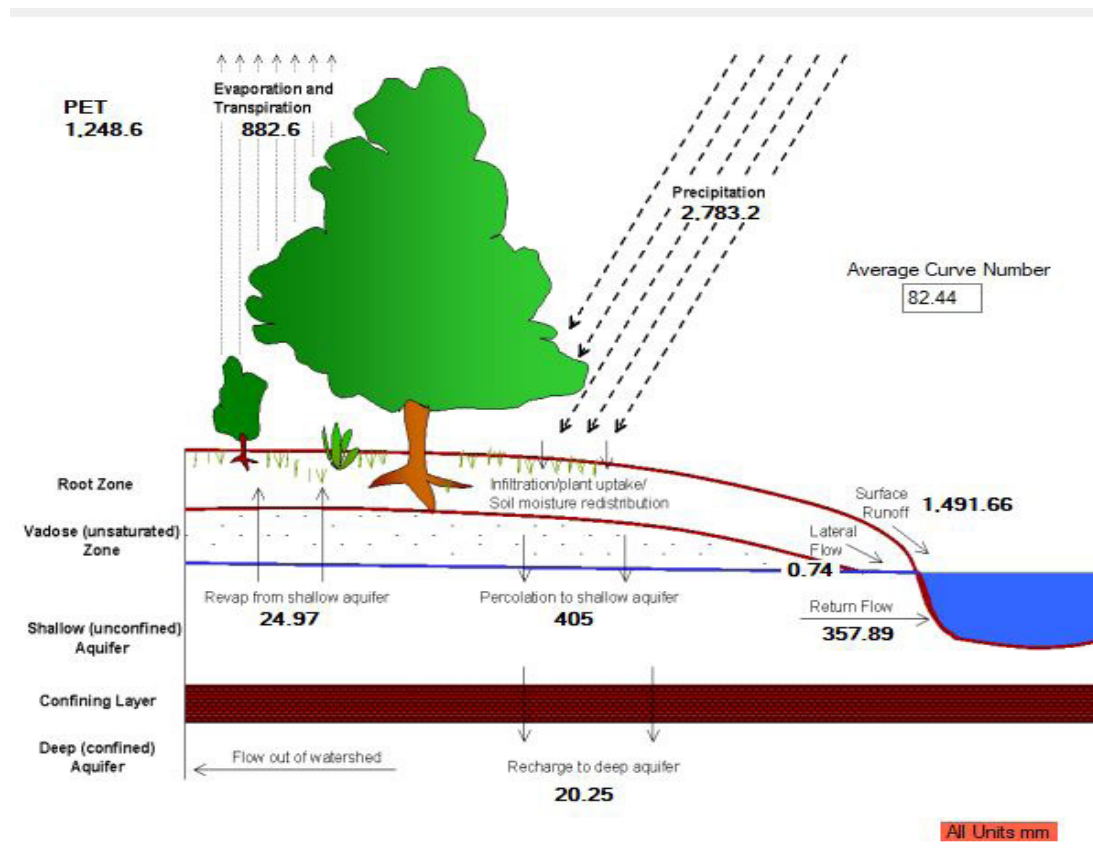 PET
1,248.6
Evaporation and
Transpiration
882.6
Precipitation
2,783.2
Average Curve Number
82.44
Root Zone
Infiltration/plant uptake/
Soil moisture redistribution
Surface
Runoff
1,491.66
Vadose (unsaturated)
Zone
Lateral
Flow
0.74
Revap from shallow aquifer
24.97
Percolation to shallow aquifer
405
Return Flow
357.89
Shallow (unconfined)
Aquifer
Confining Layer
Deep (confined)
Aquifer
Flow out of watershed
Recharge to deep aquifer
20.25
All Units mm